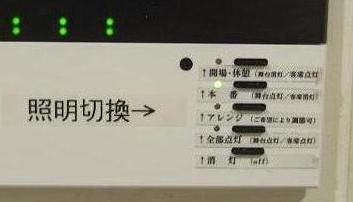 照明切換→
↑開場・休憩（舞台消灯／客席点灯
↑本　番（舞台点灯／客席消灯
↑アレンジ（ご希望により調節可）
↑全部点灯（舞台点灯／客席点灯）
↑消　灯（off）